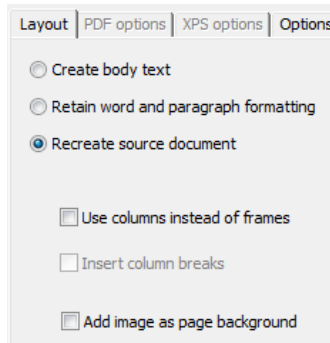 Layout PDF options XPS options Options
Create body text
Retain word and paragraph formatting
Recreate source document
Use columns instead of frames
Insert column breaks
Add image as page background